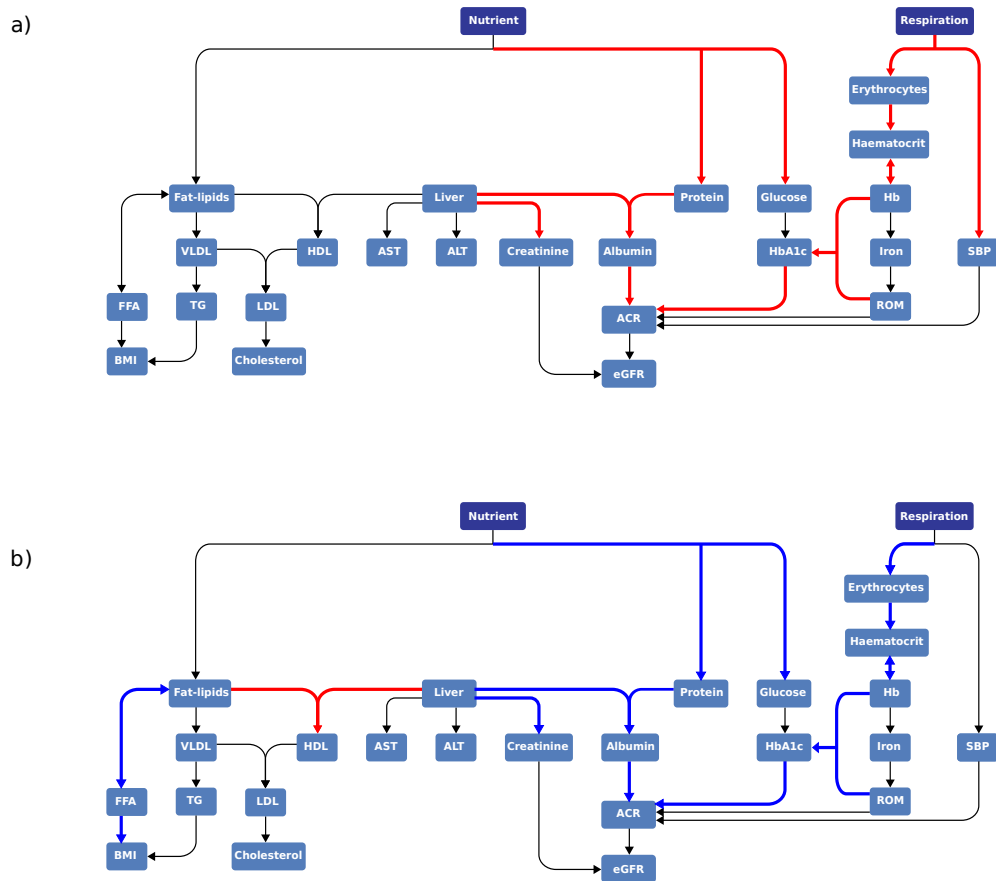 a)
Nutrient
Respiration
Erythrocytes
Haematocrit
Fat-lipids
Liver
Protein
Glucose
Hb
VLDL
HDL
AST
ALT
Creatinine
Albumin
HbA1c
Iron
SBP
FFA
TG
LDL
ACR
ROM
BMI
Cholesterol
eGFR
b)
Nutrient
Respiration
Erythrocytes
Haematocrit
Fat-lipids
Liver
Protein
Glucose
Hb
VLDL
HDL
AST
ALT
Creatinine
Albumin
HbA1c
Iron
SBP
FFA
TG
LDL
ACR
ROM
BMI
Cholesterol
eGFR